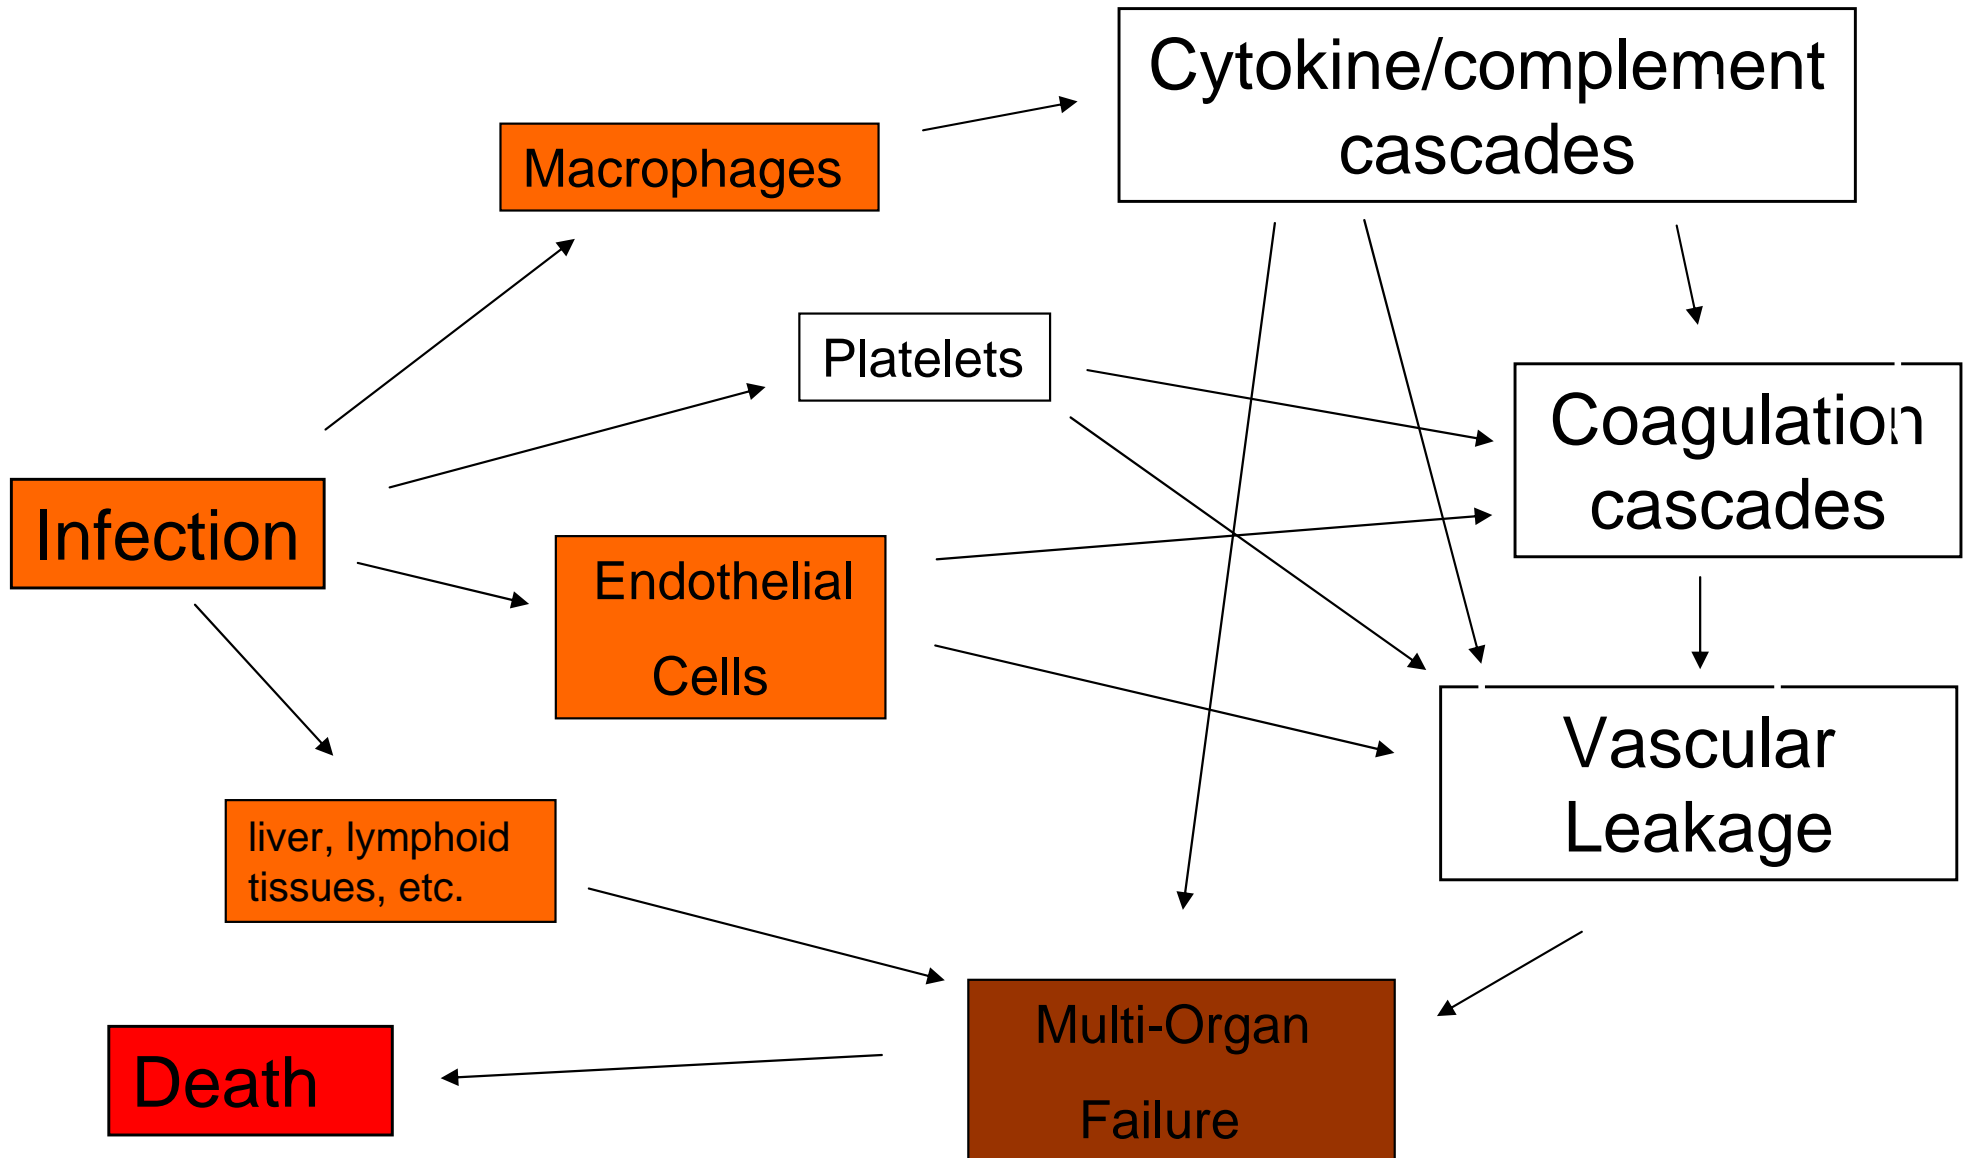 Cytokine/complement
cascades
Macrophages
Platelets
Coagulation
cascades
Infection
Endothelial
Cells
Vascular
Leakage
liver, lymphoid
tissues, etc.
Multi-Organ
Failure
Death